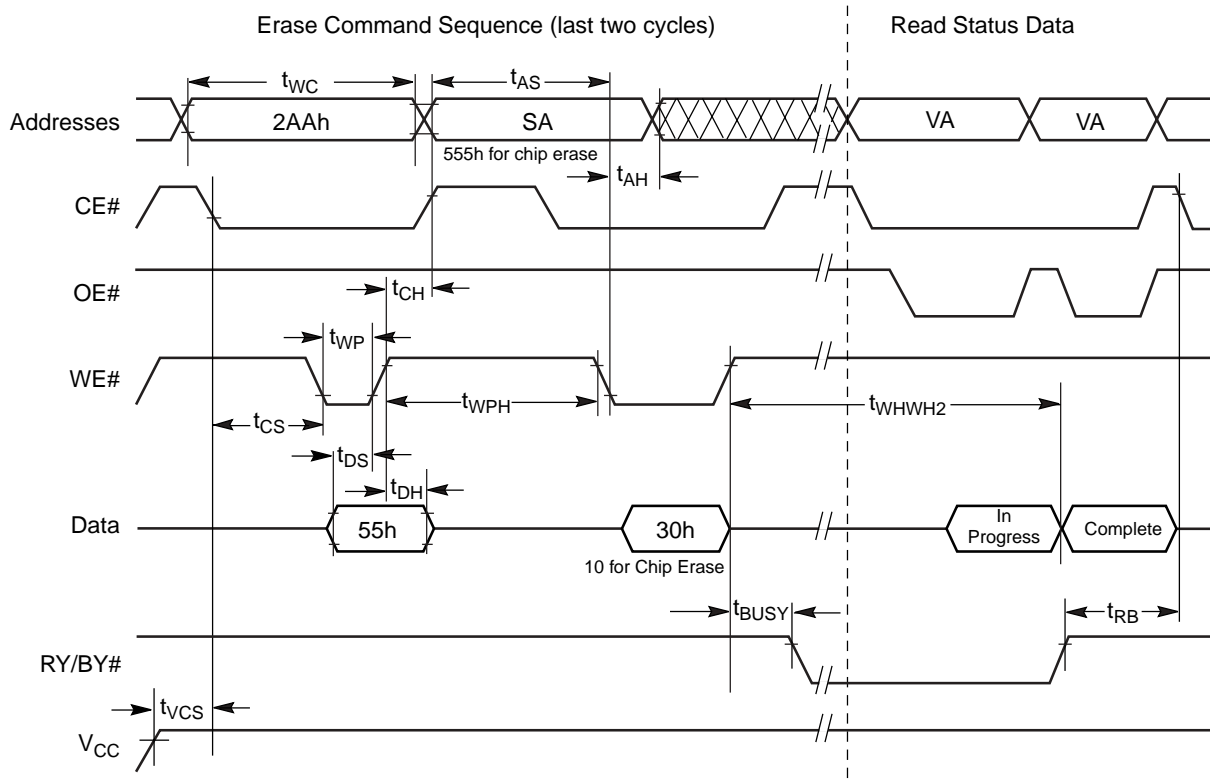 Erase Command Sequence (last two cycles)
Read Status Data
tWC
tAS
Addresses
2AAh
SA
VA
VA
555h for chip erase
tAH
CE#
OE#
tCH
tWP
WE#
tWPH
tWHWH2
tCS
tDS
tDH
Data
55h
30h
In
Progress
Complete
10 for Chip Erase
tBUSY
tRB
RY/BY#
tVCS
VCC